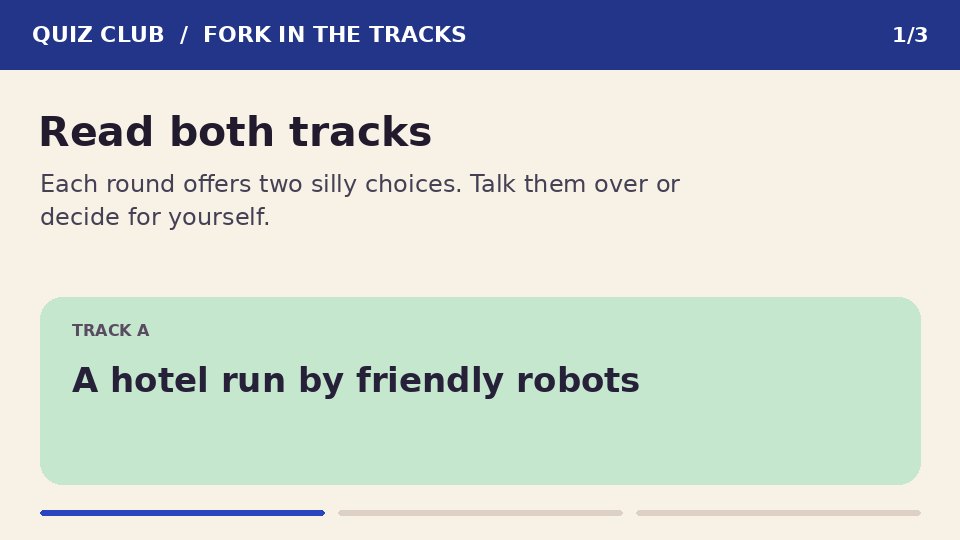 QUIZ CLUB / FORK IN THE TRACKS
1/3
Read both tracks
Each round offers two silly choices. Talk them over or
decide for yourself.
TRACK A
A hotel run by friendly robots